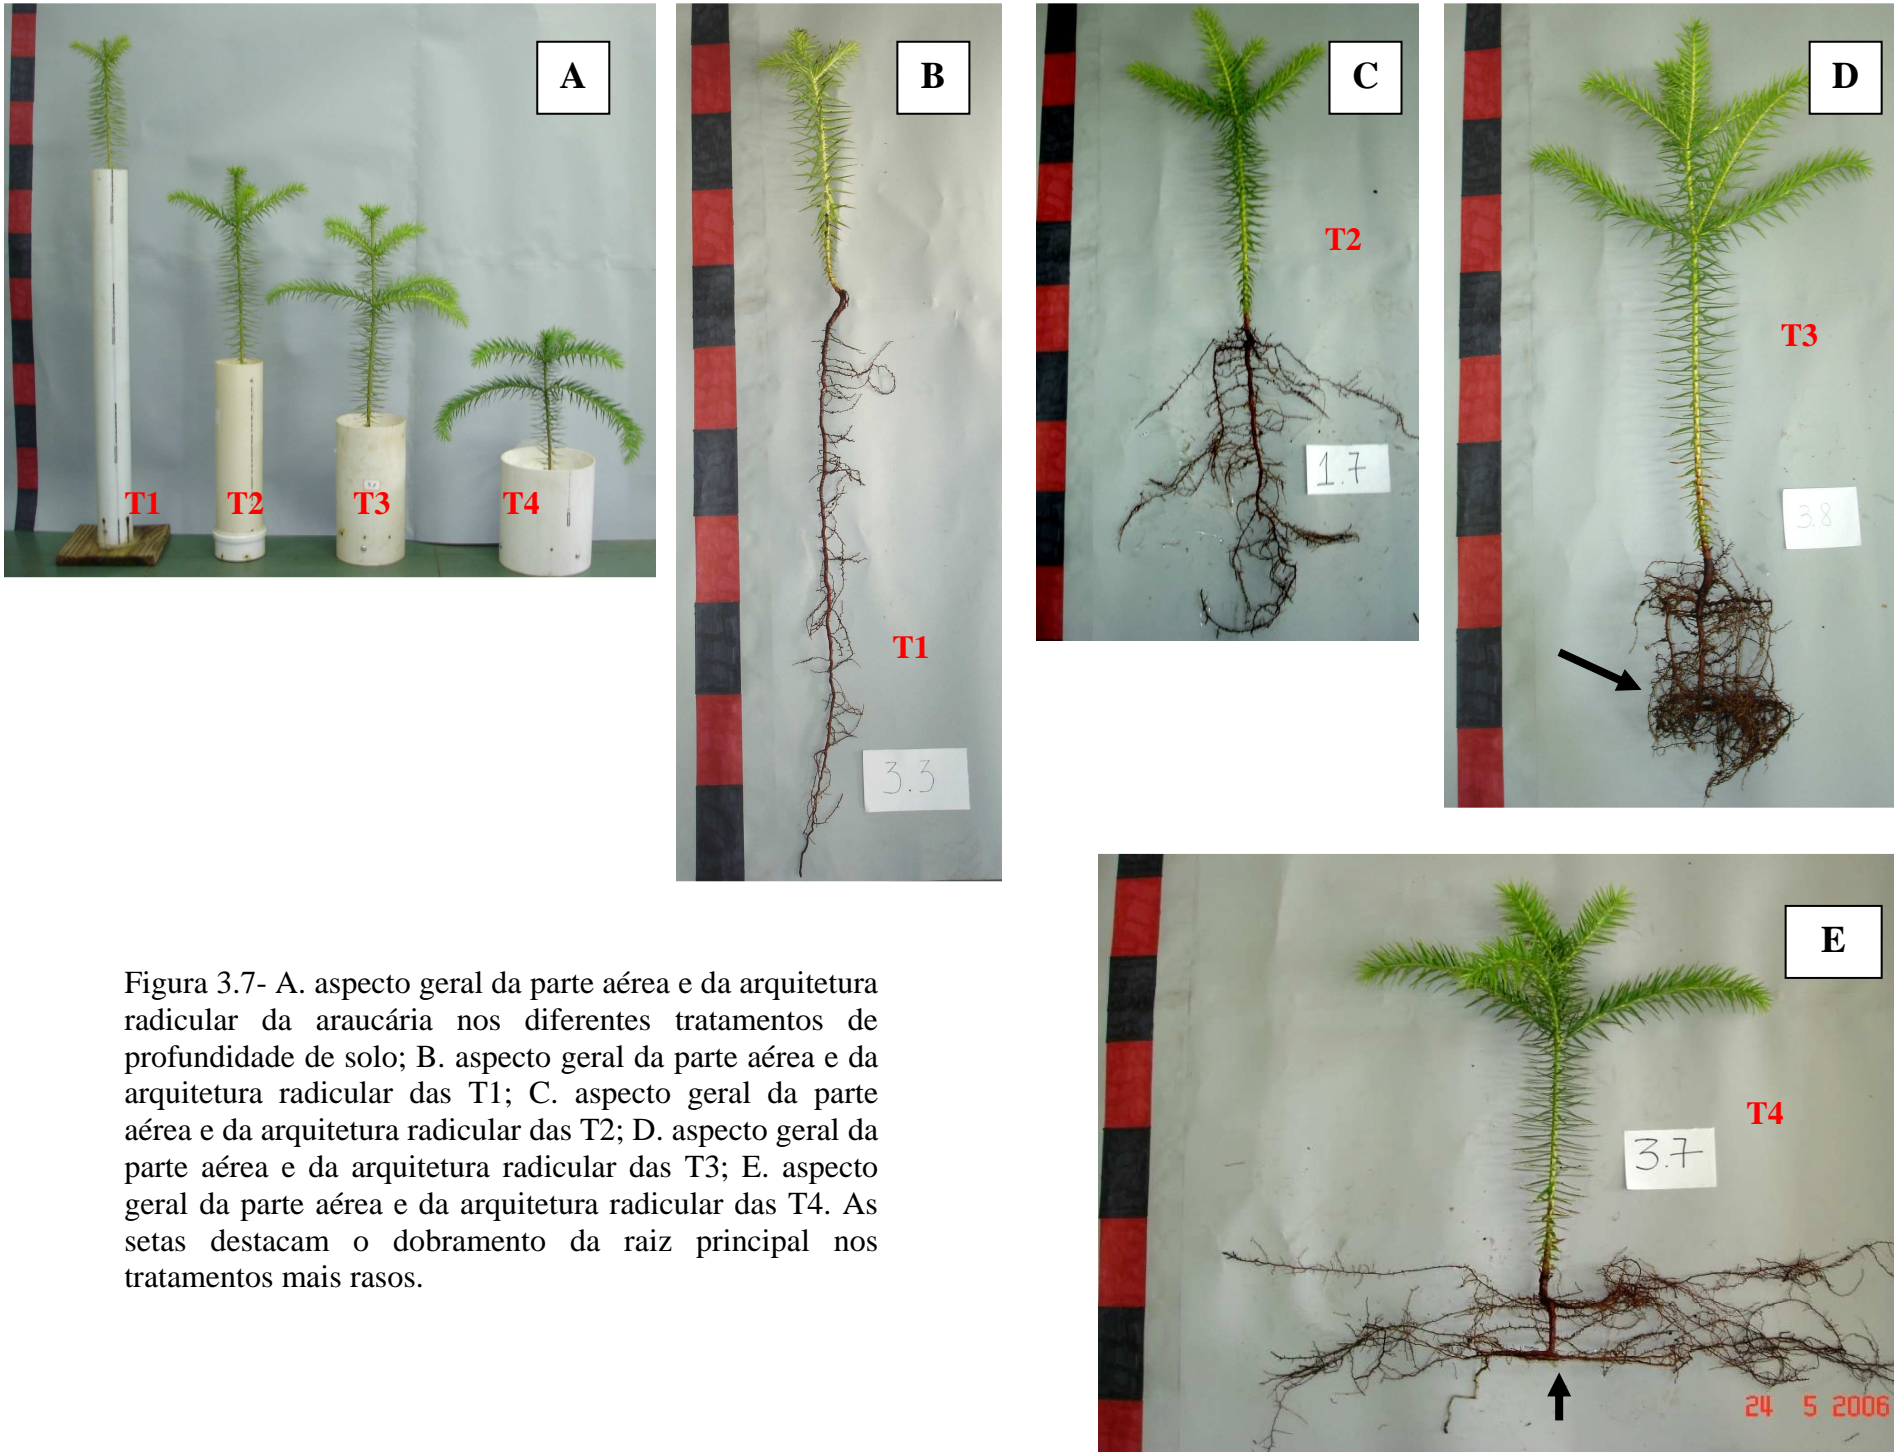 A
T1
T2
T3
T4
B
T1
3.3
C
T2
1.7
D
T3
3.8
E
T4
3.7
24 5 2006
Figura 3.7- A. aspecto geral da parte aérea e da arquitetura
radicular da araucária nos diferentes tratamentos de
profundidade de solo; B. aspecto geral da parte aérea e da
arquitetura radicular das T1; C. aspecto geral da parte
aérea e da arquitetura radicular das T2; D. aspecto geral da
parte aérea e da arquitetura radicular das T3; E. aspecto
geral da parte aérea e da arquitetura radicular das T4. As
setas destacam o dobramento da raiz principal nos
tratamentos mais rasos.